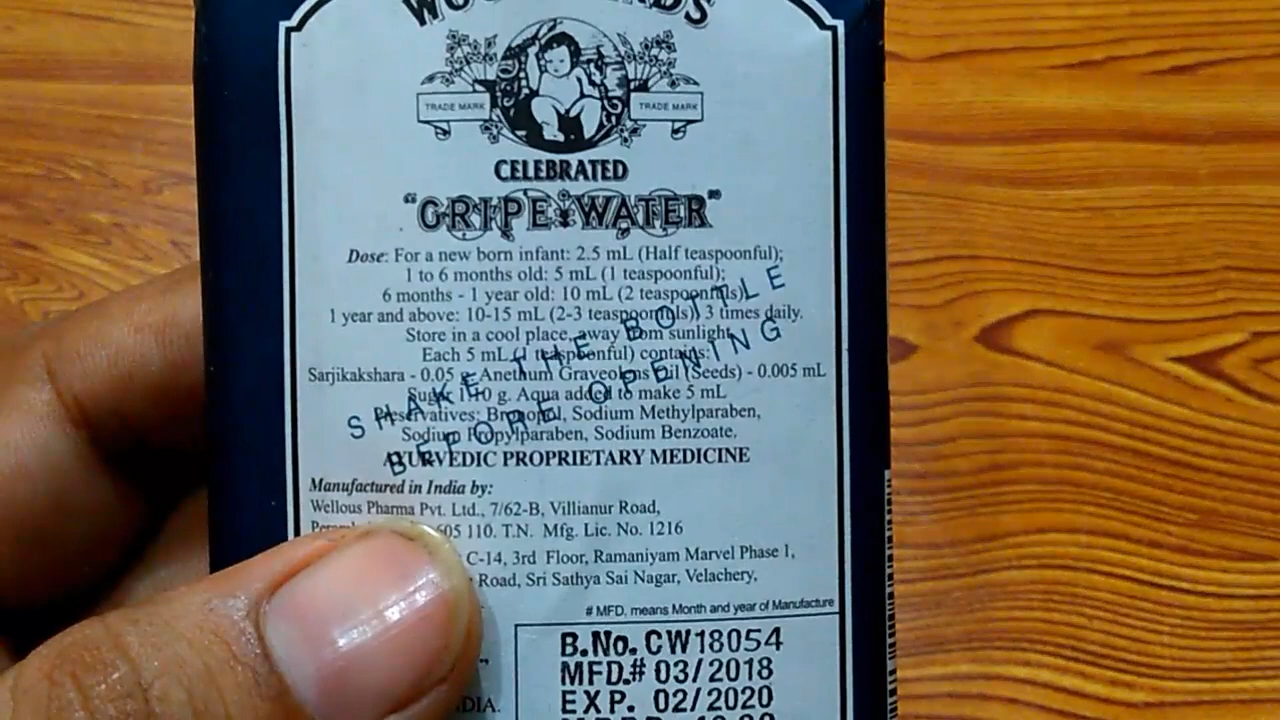 TRADE MARK
TRADE MARK
CELEBRATED
"GRIPE WATER"
Dose: For a new born infant: 2.5 mL (Half teaspoonful);
1 to 6 months old: 5 mL (1 teaspoonful);
6 months - 1 year old: 10 mL (2 teaspoonfuls)
1 year and above: 10-15 mL (2-3 teaspoonfuls) 3 times daily.
Store in a cool place, away from sunlight
Each 5 mL (1 teaspoonful) contains:
Sarjikakshara - 0.05 g Anethum Graveolens Oil (Seeds) - 0.005 mL
Sugar g. Aqua added to make 5 mL
Preservatives: Bronopol, Sodium Methylparaben,
Sodium Propylparaben, Sodium Benzoate.
SHAKE THE BOTTLE
BEFORE OPENING
AYURVEDIC PROPRIETARY MEDICINE
Manufactured in India by:
Wellous Pharma Pvt. Ltd., 7/62-B, Villianur Road,
605 110. T.N. Mfg. Lic. No. 1216
C-14, 3rd Floor, Ramaniyam Marvel Phase 1,
Road, Sri Sathya Sai Nagar, Velachery,
# MFD. means Month and year of Manufacture
B.No. CW18054
MFD.# 03/2018
EXP. 02/2020